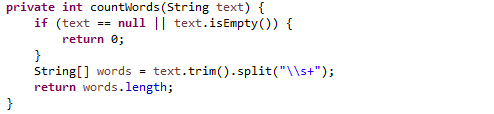 private int countWords(String text) {
    if (text == null || text.isEmpty()) {
        return 0;
    }
    String[] words = text.trim().split("\\s+");
    return words.length;
}